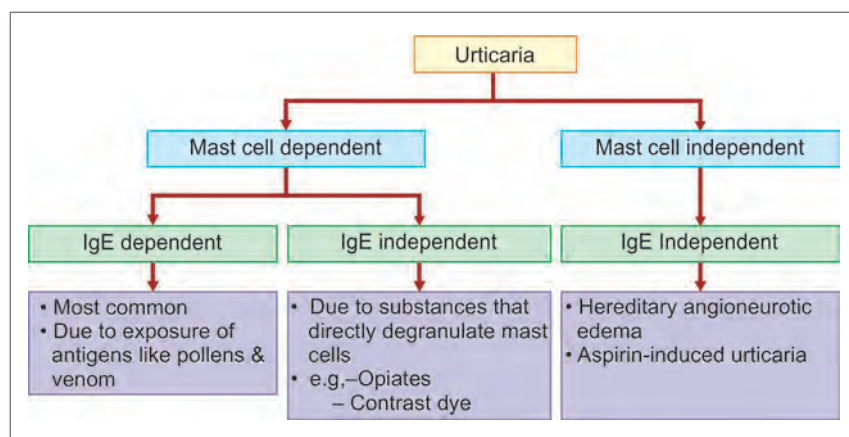 Urticaria
Mast cell dependent
Mast cell independent
IgE dependent
IgE independent
IgE Independent
• Most common
• Due to exposure of
antigens like pollens &
venom
• Due to substances that
directly degranulate mast
cells
• e.g,–Opiates
– Contrast dye
• Hereditary angioneurotic
edema
• Aspirin-induced urticaria